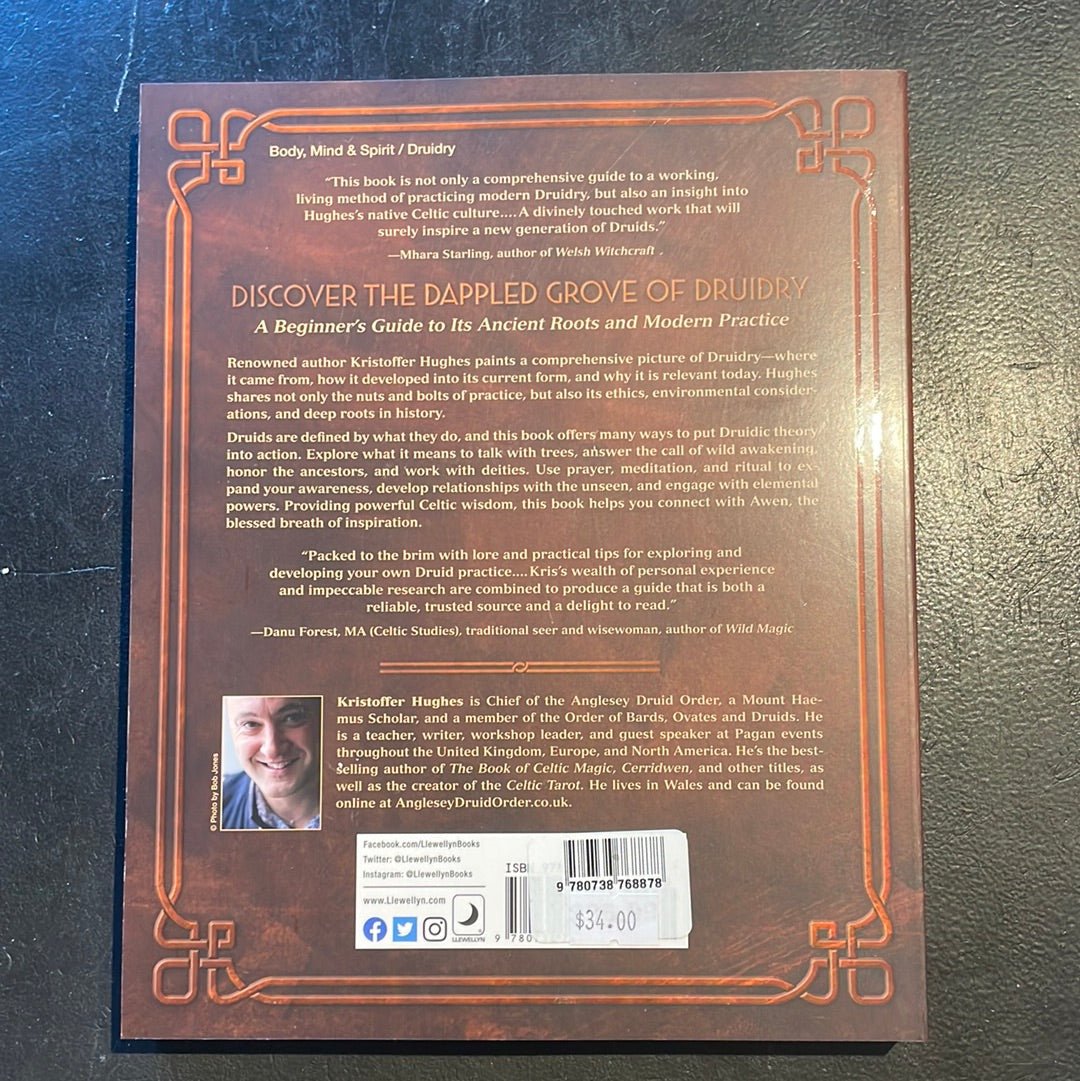 Body, Mind & Spirit / Druidry
“This book is not only a comprehensive guide to a working,
living method of practicing modern Druidry, but also an insight into
Hughes’s native Celtic culture.... A divinely touched work that will
surely inspire a new generation of Druids.”
—Mhara Starling, author of Welsh Witchcraft
DISCOVER THE DAPPLED GROVE OF DRUIDRY
A Beginner’s Guide to Its Ancient Roots and Modern Practice
Renowned author Kristoffer Hughes paints a comprehensive picture of Druidry—where
it came from, how it developed into its current form, and why it is relevant today. Hughes
shares not only the nuts and bolts of practice, but also its ethics, environmental consider-
ations, and deep roots in history.
Druids are defined by what they do, and this book offers many ways to put Druidic theory
into action. Explore what it means to talk with trees, answer the call of wild awakening,
honor the ancestors, and work with deities. Use prayer, meditation, and ritual to ex-
pand your awareness, develop relationships with the unseen, and engage with elemental
powers. Providing powerful Celtic wisdom, this book helps you connect with Awen, the
blessed breath of inspiration.
“Packed to the brim with lore and practical tips for exploring and
developing your own Druid practice.... Kris’s wealth of personal experience
and impeccable research are combined to produce a guide that is both a
reliable, trusted source and a delight to read.”
—Danu Forest, MA (Celtic Studies), traditional seer and wisewoman, author of Wild Magic
© Photo by Bob Jones
Kristoffer Hughes is Chief of the Anglesey Druid Order, a Mount Hae-
mus Scholar, and a member of the Order of Bards, Ovates and Druids. He
is a teacher, writer, workshop leader, and guest speaker at Pagan events
throughout the United Kingdom, Europe, and North America. He’s the best-
selling author of The Book of Celtic Magic, Cerridwen, and other titles, as
well as the creator of the Celtic Tarot. He lives in Wales and can be found
online at AngleseyDruidOrder.co.uk.
Facebook.com/LlewellynBooks
Twitter: @LlewellynBooks
Instagram: @LlewellynBooks
www.Llewellyn.com
LLEWELLYN
ISBN 97
9 780738 768878
$34.00
9 780